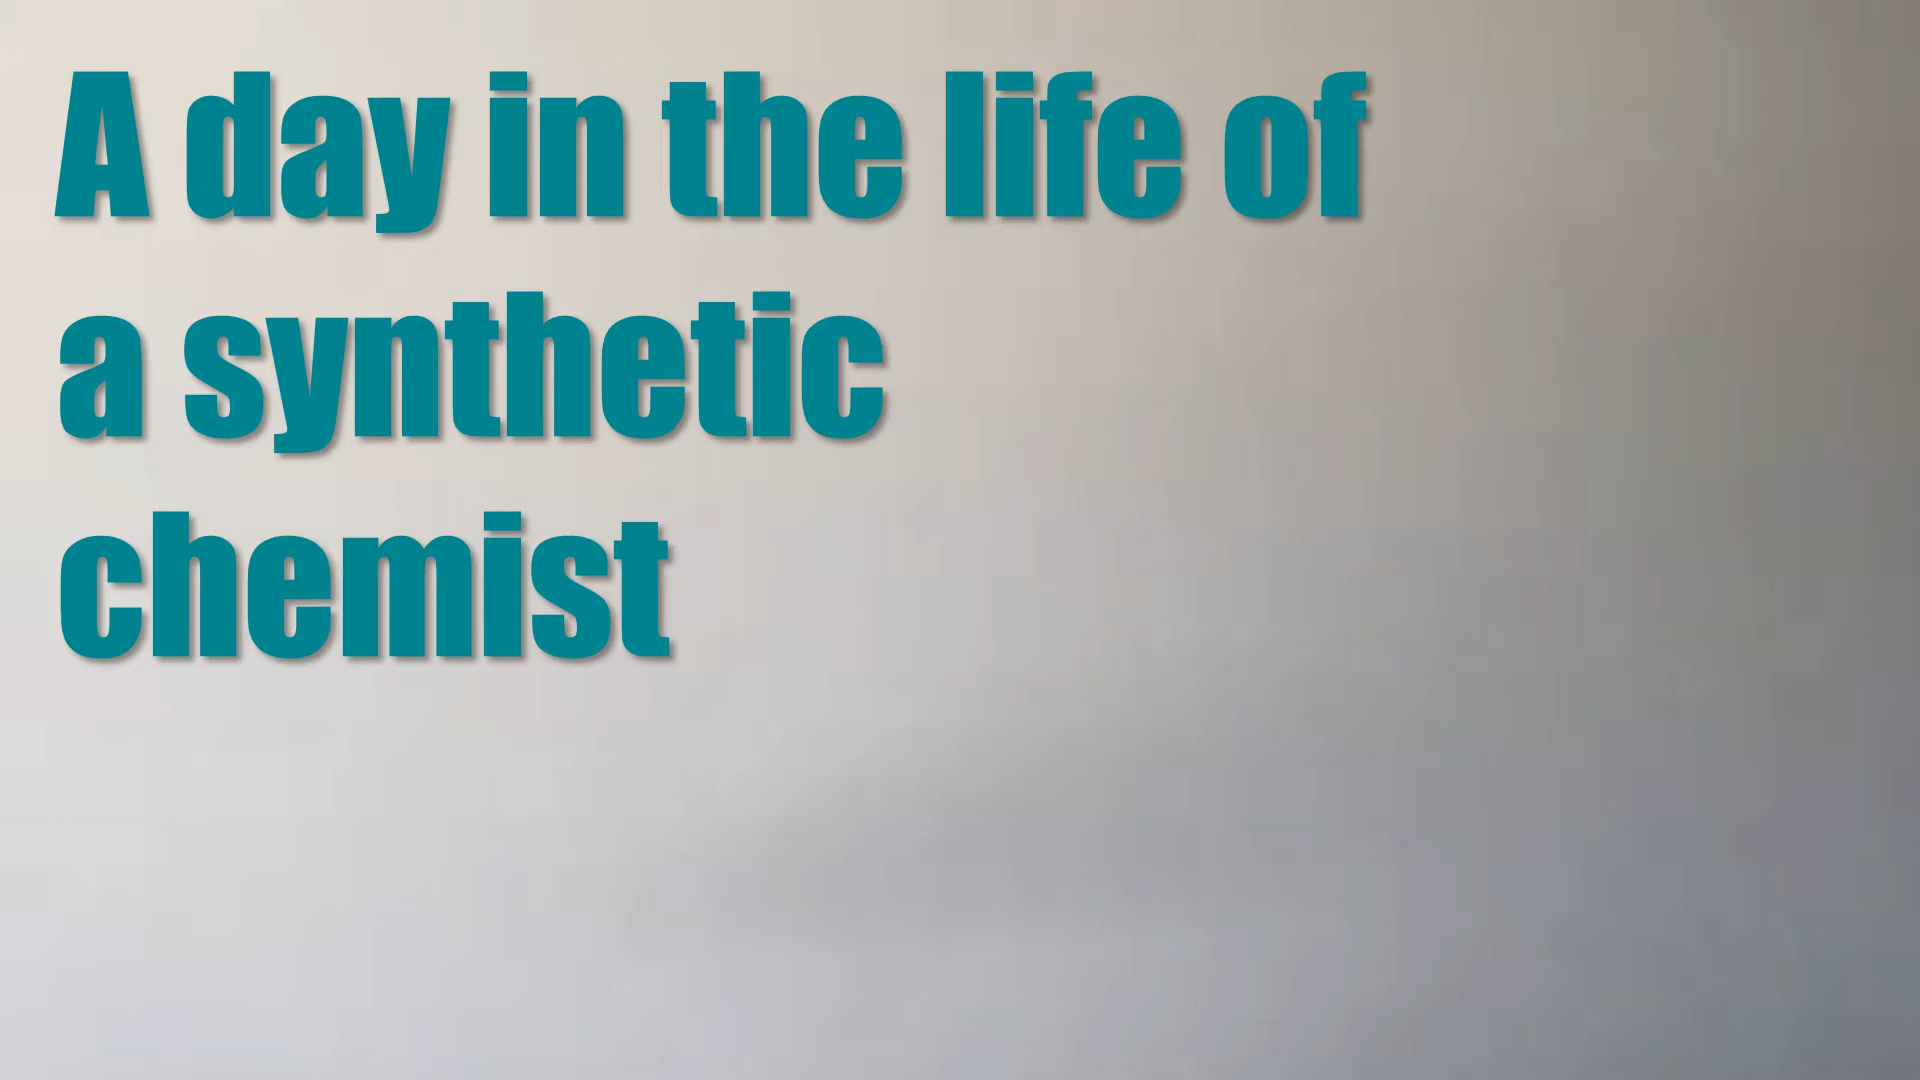 A day in the life of
a synthetic
chemist